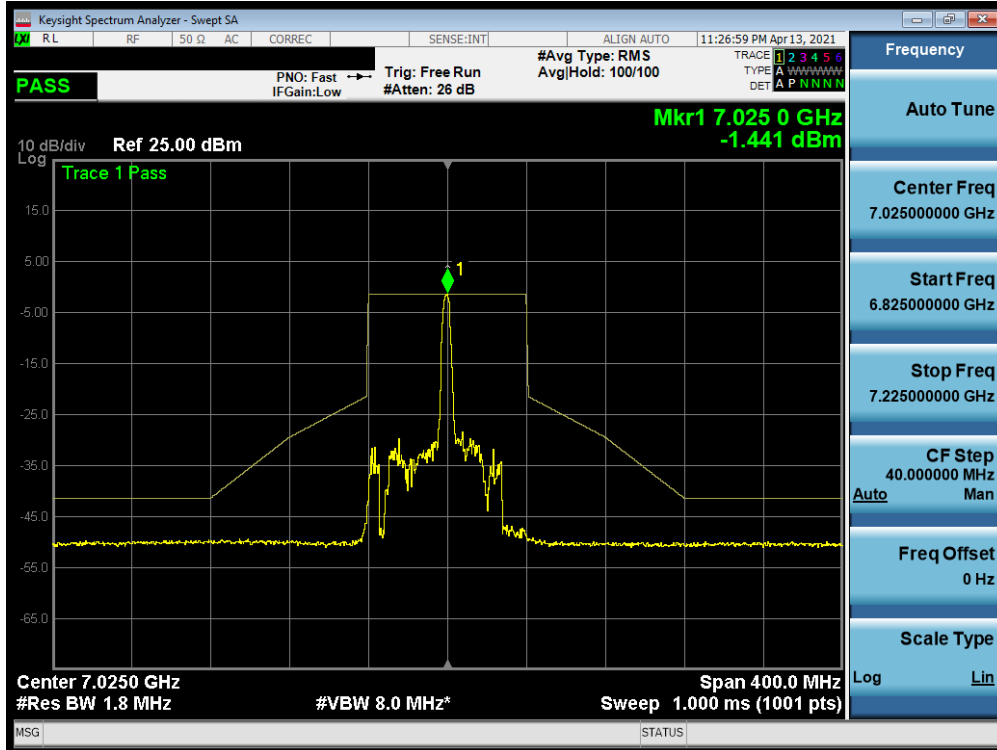 Keysight Spectrum Analyzer - Swept SA
LXI RL RF 50 Ω AC CORREC SENSE:INT ALIGN AUTO 11:26:59 PM Apr 13, 2021
PASS
PNO: Fast
IFGain:Low
Trig: Free Run
#Atten: 26 dB
#Avg Type: RMS
Avg|Hold: 100/100
TRACE 1 2 3 4 5 6
TYPE A WWWWW
DET A P N N N N
Mkr1 7.025 0 GHz
-1.441 dBm
10 dB/div Ref 25.00 dBm
Log
Trace 1 Pass
1
15.0
5.00
-5.00
-15.0
-25.0
-35.0
-45.0
-55.0
-65.0
Center 7.0250 GHz Span 400.0 MHz
#Res BW 1.8 MHz #VBW 8.0 MHz* Sweep 1.000 ms (1001 pts)
MSG STATUS
Frequency
Auto Tune
Center Freq
7.025000000 GHz
Start Freq
6.825000000 GHz
Stop Freq
7.225000000 GHz
CF Step
40.000000 MHz
Auto Man
Freq Offset
0 Hz
Scale Type
Log Lin